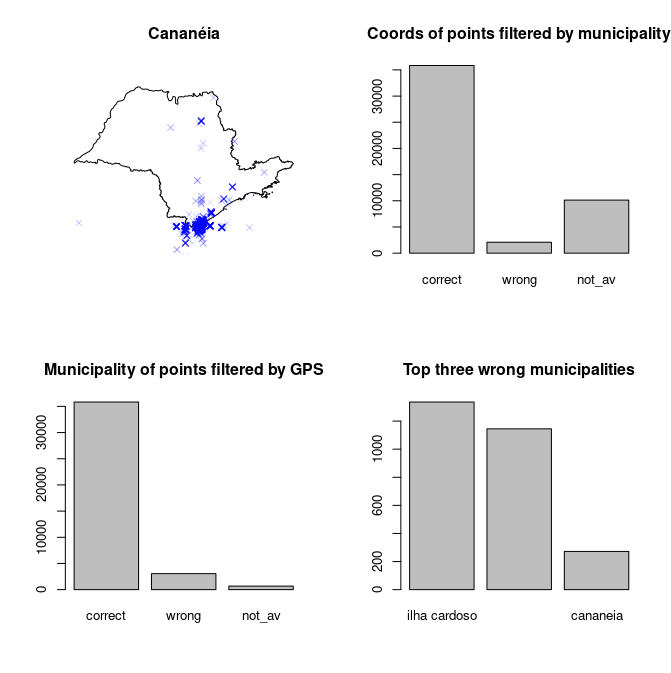 Cananéia
Coords of points filtered by municipality
30000
20000
10000
0
correct wrong not_av
Municipality of points filtered by GPS
30000
20000
10000
0
correct wrong not_av
Top three wrong municipalities
1000
600
200
0
ilha cardoso cananeia